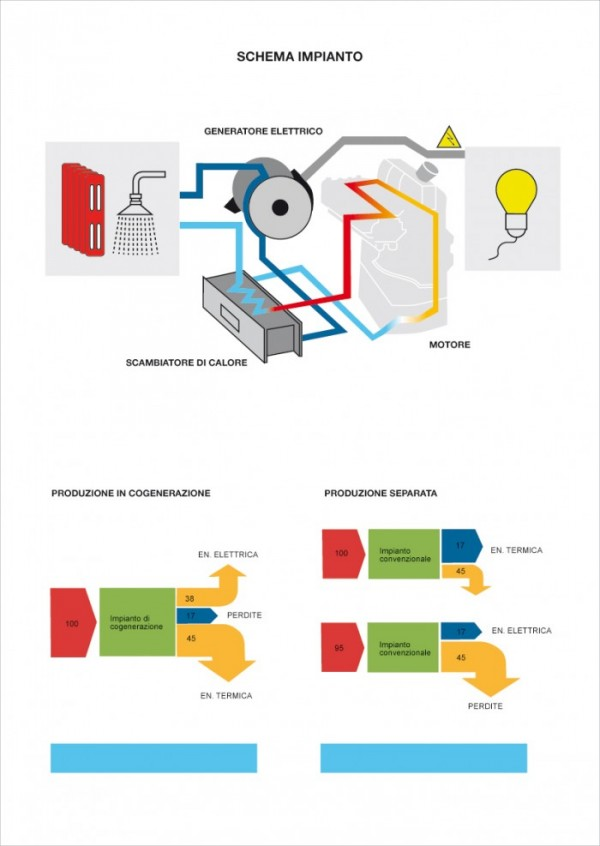 SCHEMA IMPIANTO
GENERATORE ELETTRICO
MOTORE
SCAMBIATORE DI CALORE
PRODUZIONE IN COGENERAZIONE
EN. ELETTRICA
100
Impianto di
cogenerazione
38
17
PERDITE
45
EN. TERMICA
PRODUZIONE SEPARATA
100
Impianto
convenzionale
17
EN. TERMICA
45
95
Impianto
convenzionale
17
EN. ELETTRICA
45
PERDITE